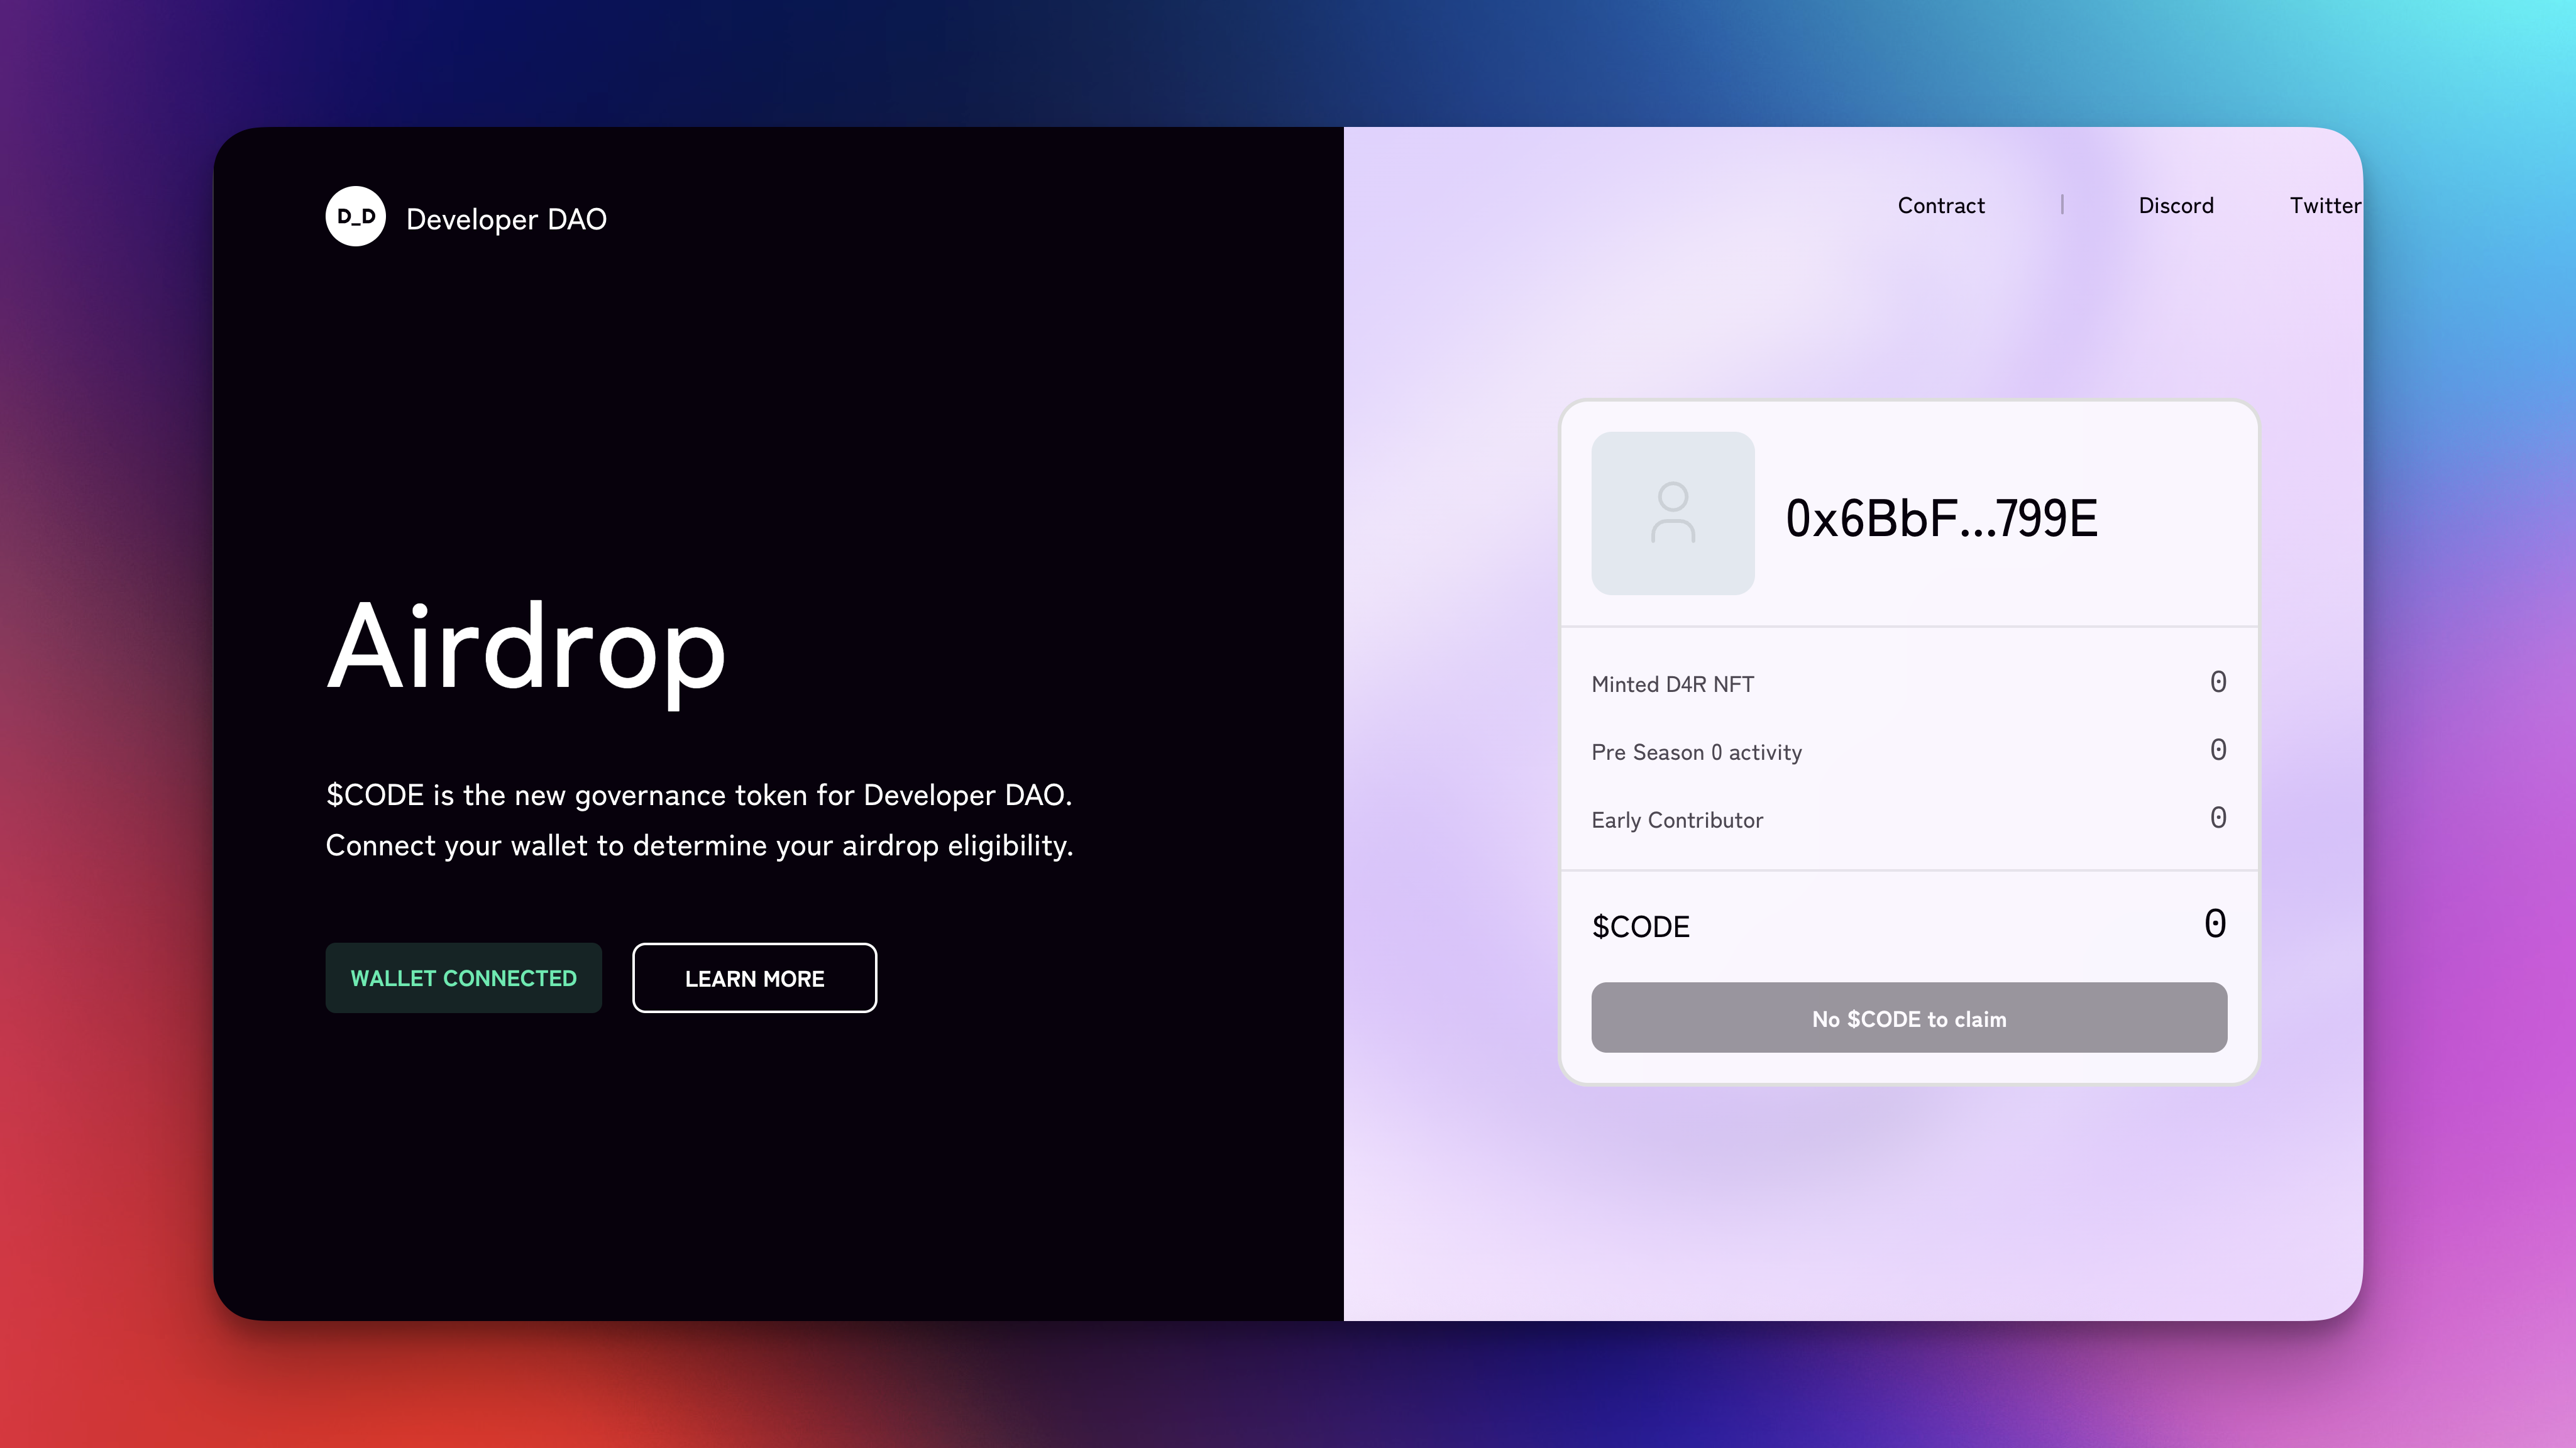 D_D Developer DAO
Contract | Discord Twitter
Airdrop
$CODE is the new governance token for Developer DAO.
Connect your wallet to determine your airdrop eligibility.
WALLET CONNECTED LEARN MORE
0x6BbF...799E
Minted D4R NFT 0
Pre Season 0 activity 0
Early Contributor 0
$CODE 0
No $CODE to claim